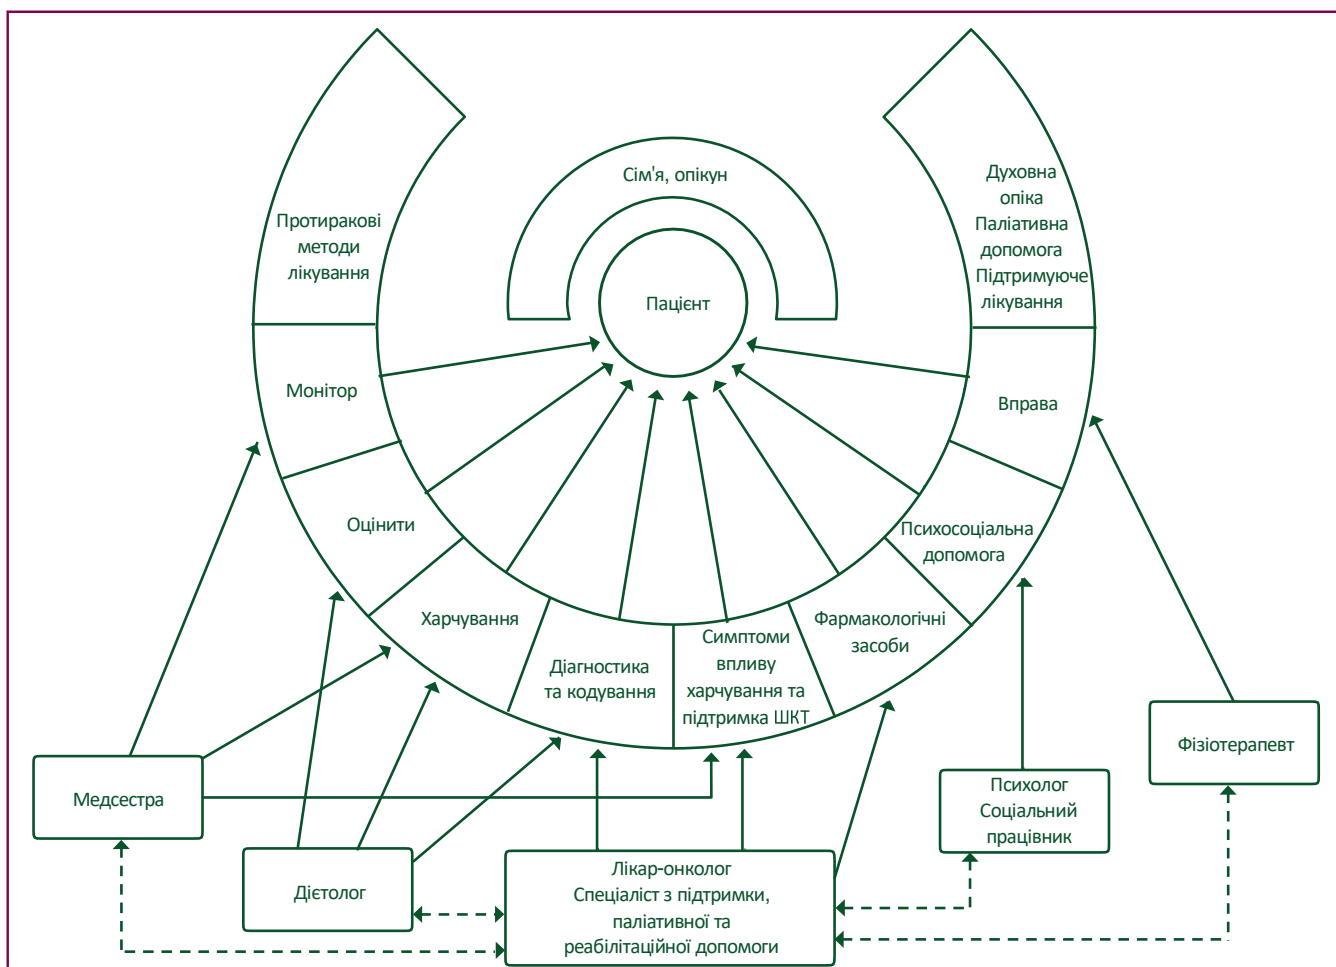 Сім'я, опікун
Пацієнт
Протиракові
методи
лікування
Духовна
опіка
Паліативна
допомога
Підтримуюче
лікування
Монітор
Вправа
Оцінити
Психосоціальна
допомога
Харчування
Фармакологічні
засоби
Діагностика
та кодування
Симптоми
впливу
харчування та
підтримка ШКТ
Медсестра
Дієтолог
Лікар-онколог
Спеціаліст з підтримки,
паліативної та
реабілітаційної допомоги
Психолог
Соціальний
працівник
Фізіотерапевт